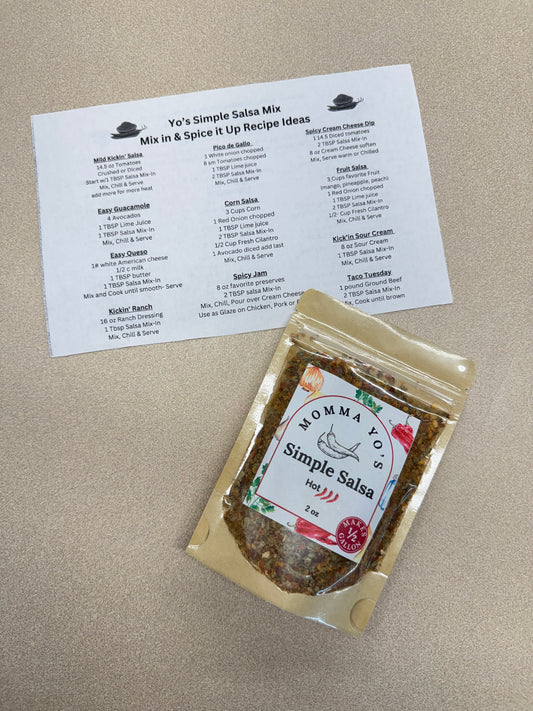 Yo's Simple Salsa Mix
Mix in & Spice it Up Recipe Ideas
Mild Kickin' Salsa
14.5 oz Tomatoes
Crushed or Diced
Start w/1 TBSP Salsa Mix-In
Mix, Chill & Serve
add more for more heat
Easy Guacamole
4 Avocados
1 TBSP Lime Juice
1 TBSP Salsa Mix-In
Mix, Chill & Serve
Easy Queso
1# white American cheese
1/2 c milk
1 TBSP butter
1 TBSP Salsa Mix-In
Mix and Cook until smooth- Serve
Kickin' Ranch
16 oz Ranch Dressing
1 Tbsp Salsa Mix-In
Mix, Chill & Serve
Pico de Gallo
1 White onion chopped
8 sm Tomatoes chopped
1 TBSP Lime juice
2 TBSP Salsa Mix-In
Mix, Chill & Serve
Corn Salsa
3 Cups Corn
1 Red Onion chopped
1 TBSP Lime juice
2 TBSP Salsa Mix-In
1/2 Cup Fresh Cilantro
1 Avocado diced add last
Mix, Chill & Serve
Spicy Jam
8 oz favorite preserves
2 TBSP salsa Mix-In
Mix, Chill, Pour over Cream Cheese
Use as Glaze on Chicken, Pork or
Spicy Cream Cheese Dip
1 14.5 Diced tomatoes
2 TBSP Salsa Mix-In
8 oz Cream Cheese soften
Mix, Serve warm or Chilled
Fruit Salsa
3 Cups favorite Fruit
(mango, pineapple, peach)
1 Red Onion chopped
1 TBSP Lime juice
2 TBSP Salsa Mix-In
1/2- Cup Fresh Cilantro
Mix, Chill & Serve
Kick'in Sour Cream
8 oz Sour Cream
1 TBSP Salsa Mix-In
Mix, Chill & Serve
Taco Tuesday
1 pound Ground Beef
2 TBSP Salsa Mix-In
Cook until brown
MOMMA YO'S
Simple Salsa
Hot
2 oz
MAKES
1/2
GALLON